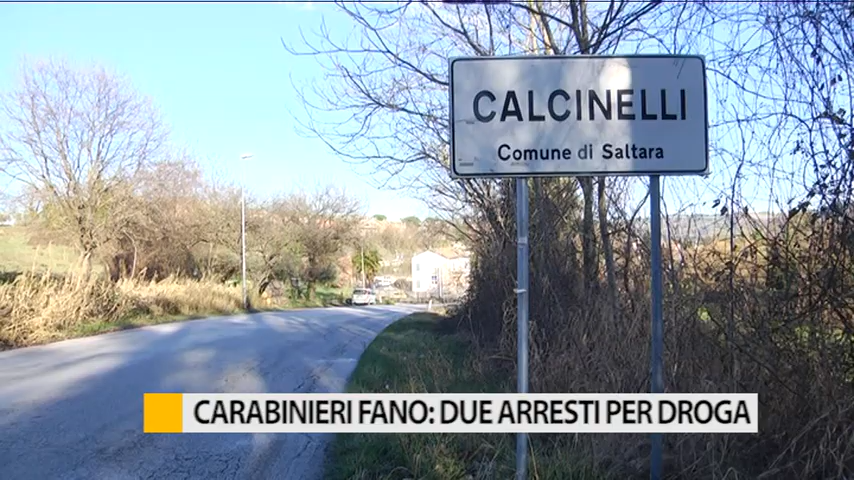 CALCINELLI
Comune di Saltara
CARABINIERI FANO: DUE ARRESTI PER DROGA